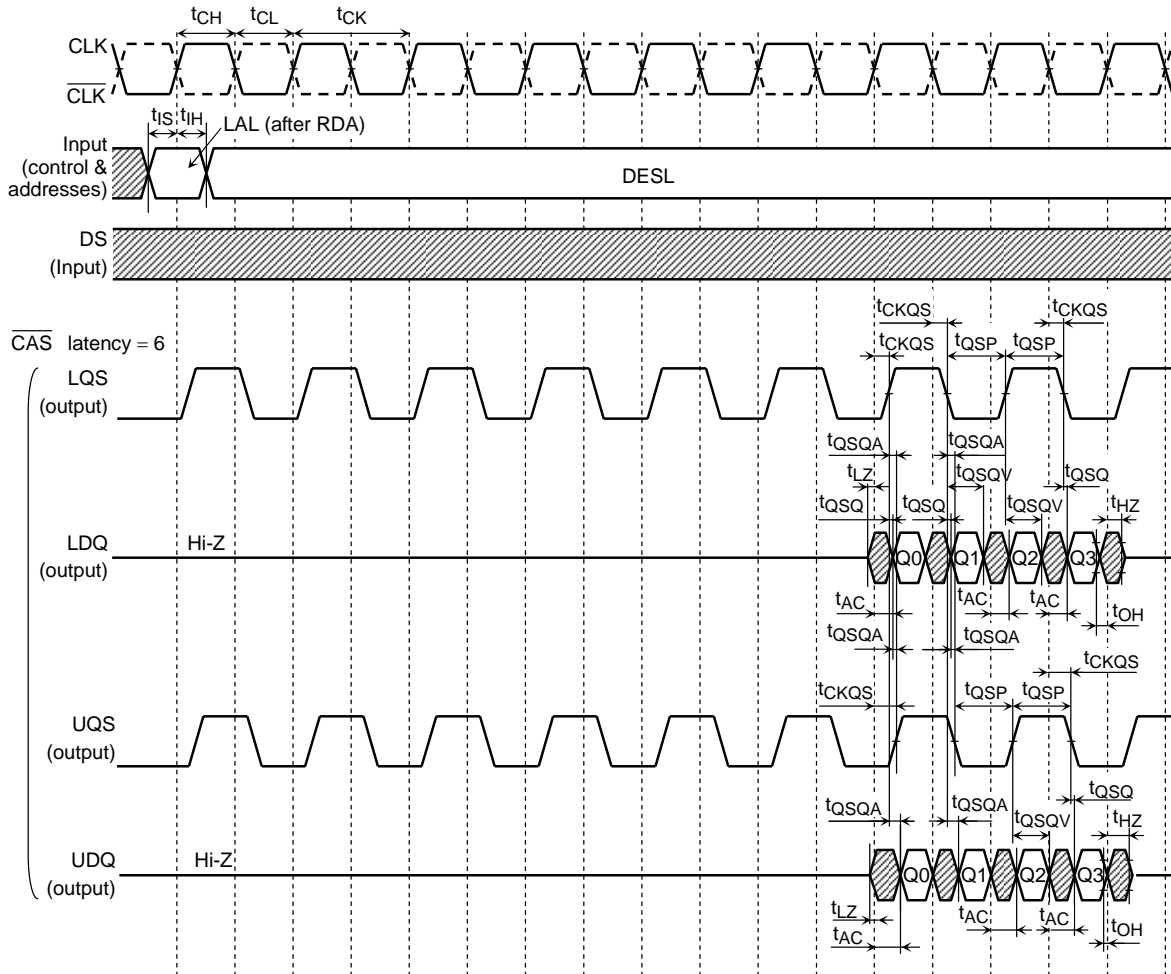 tCH tCL tCK
CLK
CLK
tIS tIH LAL (after RDA)
Input
(control &
addresses)
DESL
DS
(Input)
tCKQS tCKQS
CAS latency = 6
tCKQS tQSP tQSP
LQS
(output)
tQSQA tQSQA
tLZ tQSQV tQSQ
tQSQ tQSQ tQSQV tHZ
LDQ
(output)
Hi-Z
Q0 Q1 Q2 Q3
tAC tAC tAC
tOH
tQSQA tQSQA
tCKQS
tCKQS tQSP tQSP
UQS
(output)
tQSQ
tQSQA tQSQA
tQSQV tHZ
UDQ
(output)
Hi-Z
Q0 Q1 Q2 Q3
tLZ
tAC tAC tAC
tOH